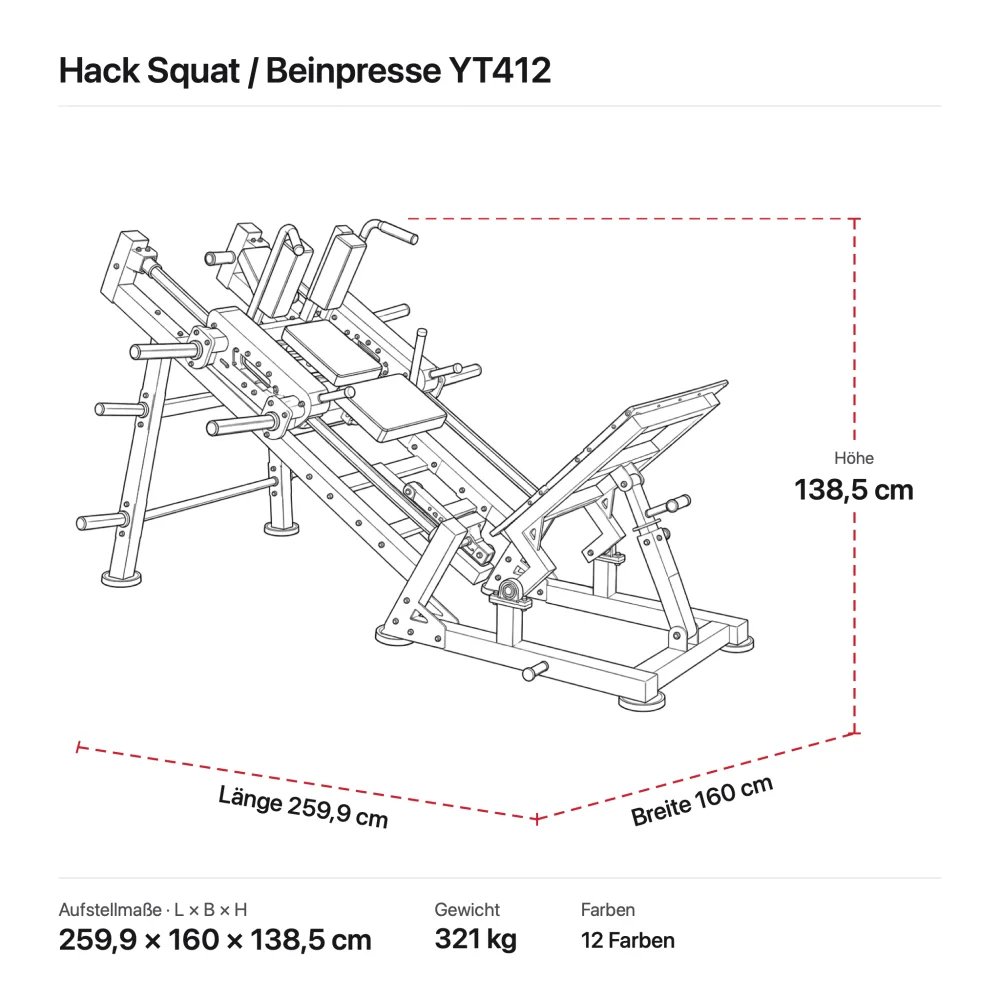 Hack Squat / Beinpresse YT412
Höhe
138,5 cm
Länge 259,9 cm
Breite 160 cm
Aufstellmaße · L × B × H
259,9 × 160 × 138,5 cm
Gewicht
321 kg
Farben
12 Farben